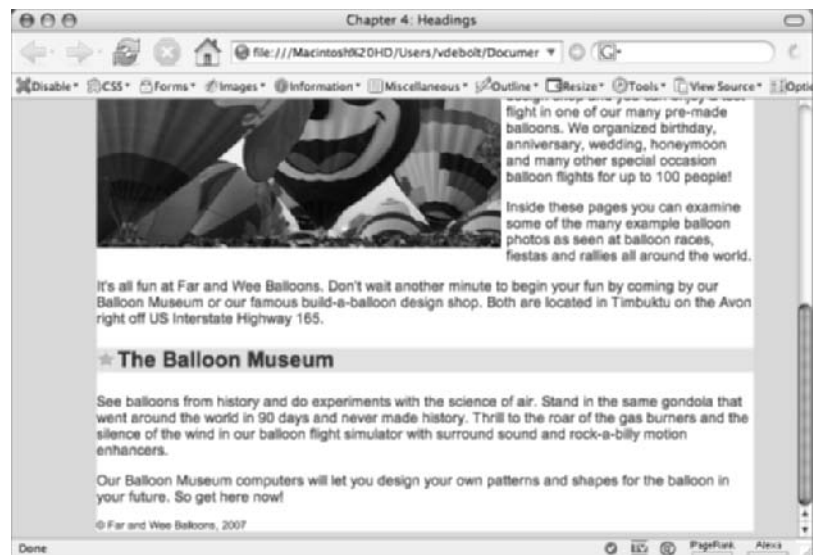 Chapter 4: Headings
file:///Macintosh%20HD/Users/vdebolt/Documer
G
Disable CSS Forms Images Information Miscellaneous Outline Resize Tools View Source Optio
design shop and you can enjoy a test
flight in one of our many pre-made
balloons. We organized birthday,
anniversary, wedding, honeymoon
and many other special occasion
balloon flights for up to 100 people!
Inside these pages you can examine
some of the many example balloon
photos as seen at balloon races,
fiestas and rallies all around the world.
It's all fun at Far and Wee Balloons. Don't wait another minute to begin your fun by coming by our
Balloon Museum or our famous build-a-balloon design shop. Both are located in Timbuktu on the Avon
right off US Interstate Highway 165.
The Balloon Museum
See balloons from history and do experiments with the science of air. Stand in the same gondola that
went around the world in 90 days and never made history. Thrill to the roar of the gas burners and the
silence of the wind in our balloon flight simulator with surround sound and rock-a-billy motion
enhancers.
Our Balloon Museum computers will let you design your own patterns and shapes for the balloon in
your future. So get here now!
© Far and Wee Balloons, 2007
Done PageRank Alexa